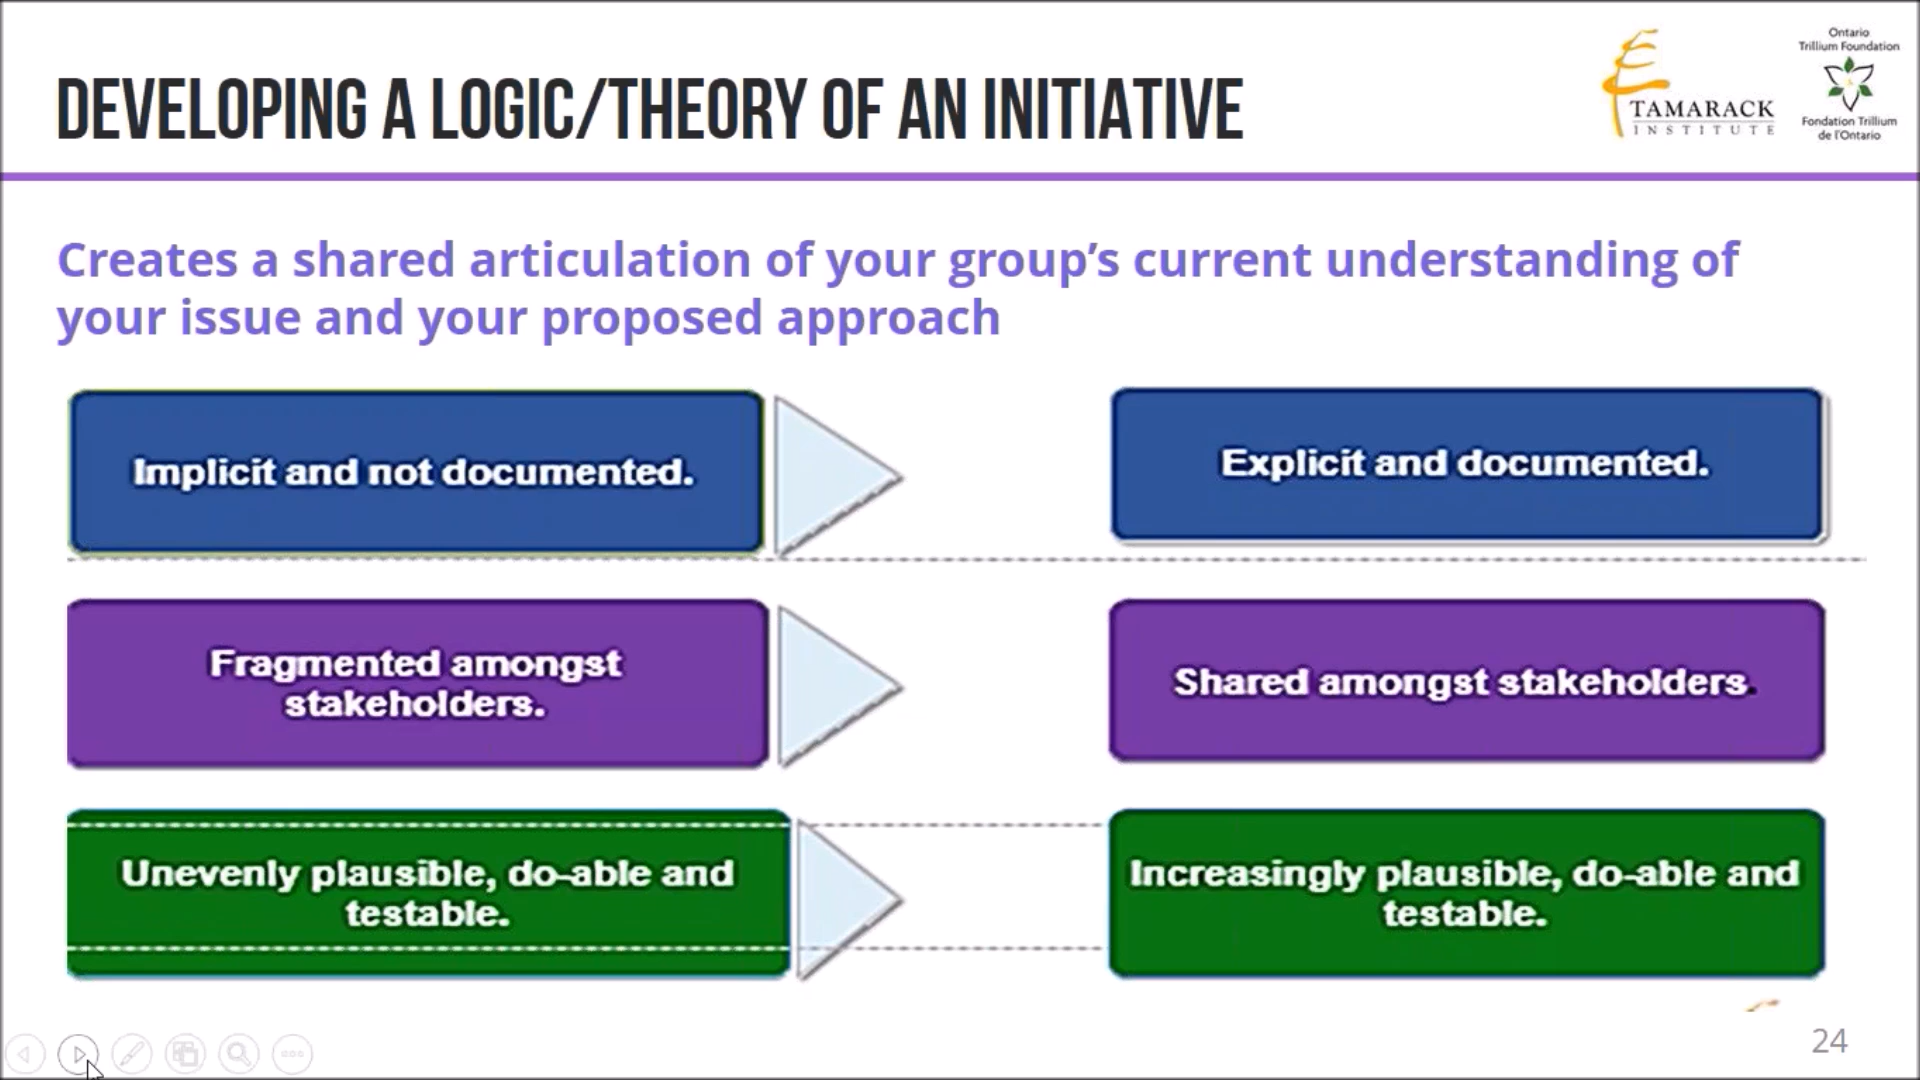 DEVELOPING A LOGIC/THEORY OF AN INITIATIVE
TAMARACK
INSTITUTE
Ontario
Trillium Foundation
Fondation Trillium
de l'Ontario
Creates a shared articulation of your group’s current understanding of
your issue and your proposed approach
Implicit and not documented.
Explicit and documented.
Fragmented amongst
stakeholders.
Shared amongst stakeholders.
Unevenly plausible, do-able and
testable.
Increasingly plausible, do-able and
testable.
24